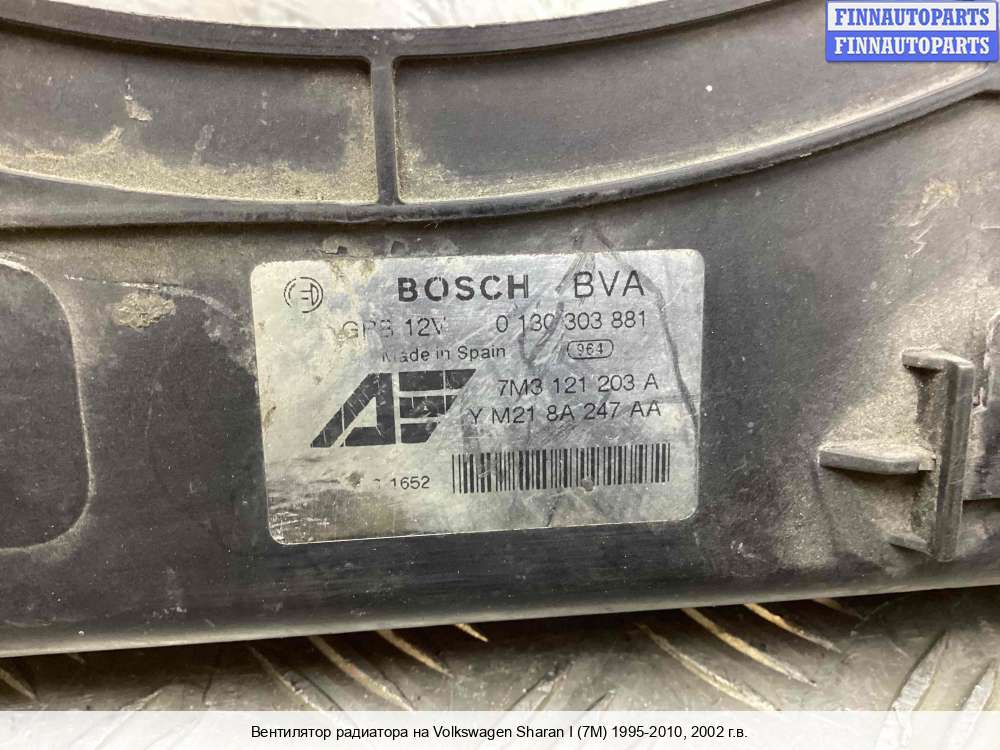 FINNAUTOPARTS
FINNAUTOPARTS
BOSCH BVA
GPB 12V 0 130 303 881
Made in Spain 964
7M3 121 203 A
YM21 8A 247 AA
1652
Вентилятор радиатора на Volkswagen Sharan I (7M) 1995-2010, 2002 г.в.